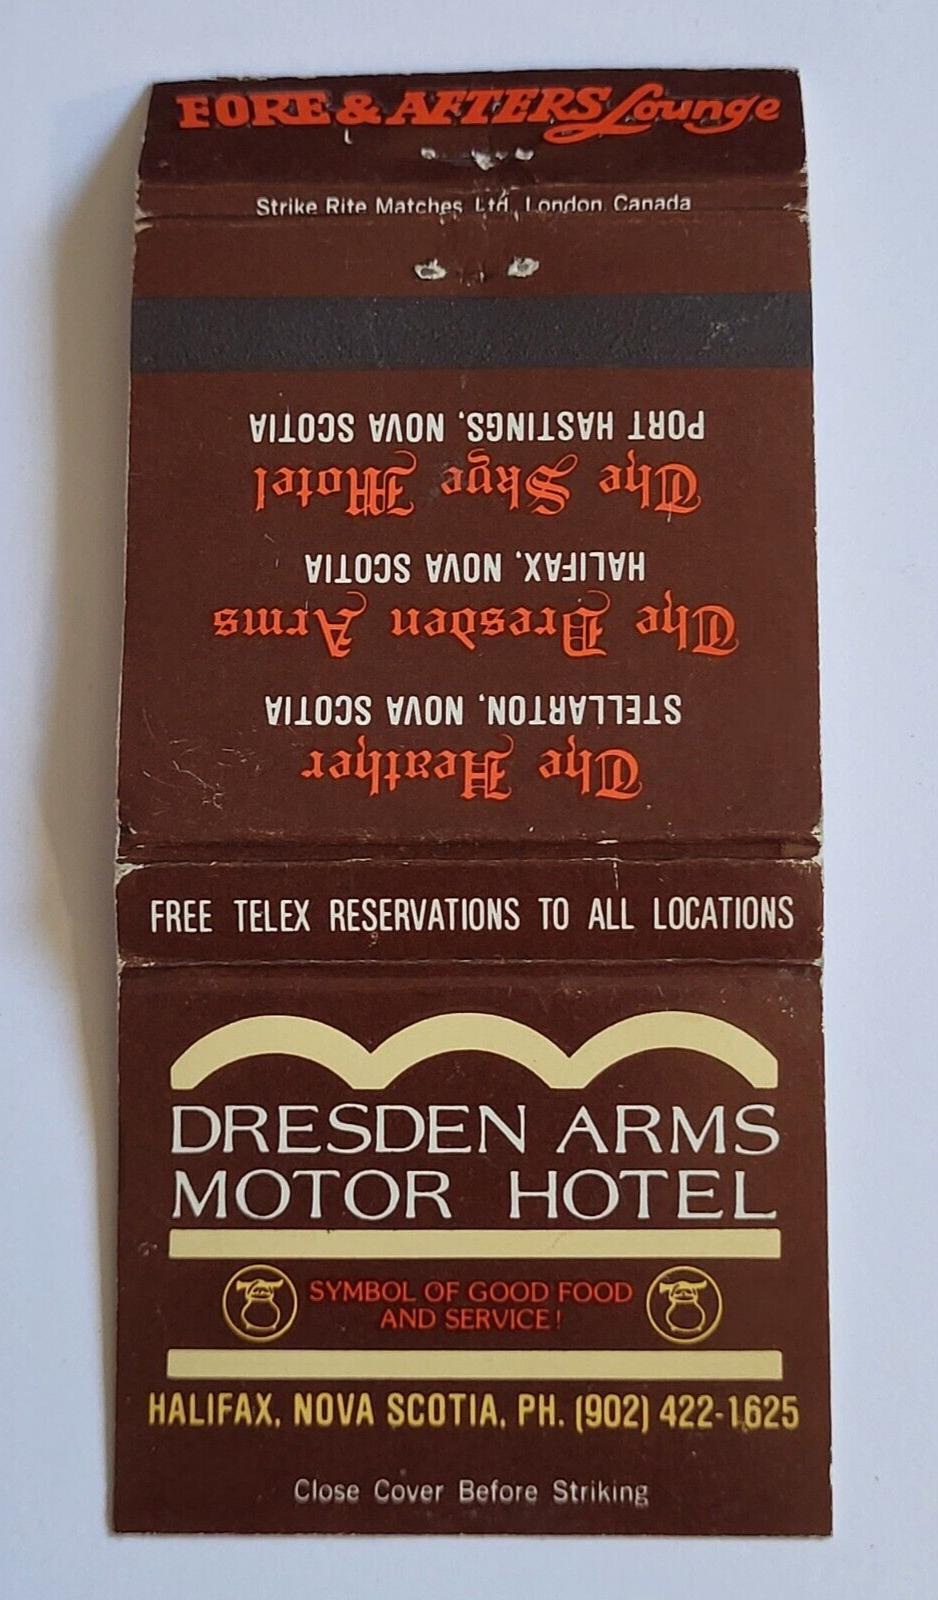 FORE & AFTERS Lounge
Strike Rite Matches Ltd, London, Canada
The Heather
STELLARTON, NOVA SCOTIA
The Dresden Arms
HALIFAX, NOVA SCOTIA
The Skye Motel
PORT HASTINGS, NOVA SCOTIA
FREE TELEX RESERVATIONS TO ALL LOCATIONS
DRESDEN ARMS
MOTOR HOTEL
SYMBOL OF GOOD FOOD
AND SERVICE!
HALIFAX, NOVA SCOTIA, PH. (902) 422-1625
Close Cover Before Striking